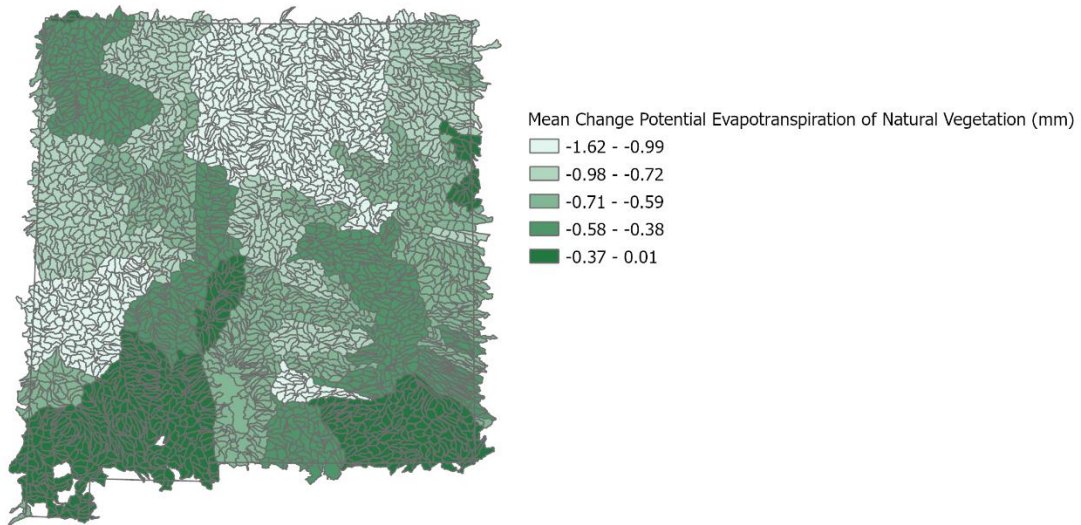 Mean Change Potential Evapotranspiration of Natural Vegetation (mm)
-1.62 - -0.99
-0.98 - -0.72
-0.71 - -0.59
-0.58 - -0.38
-0.37 - 0.01